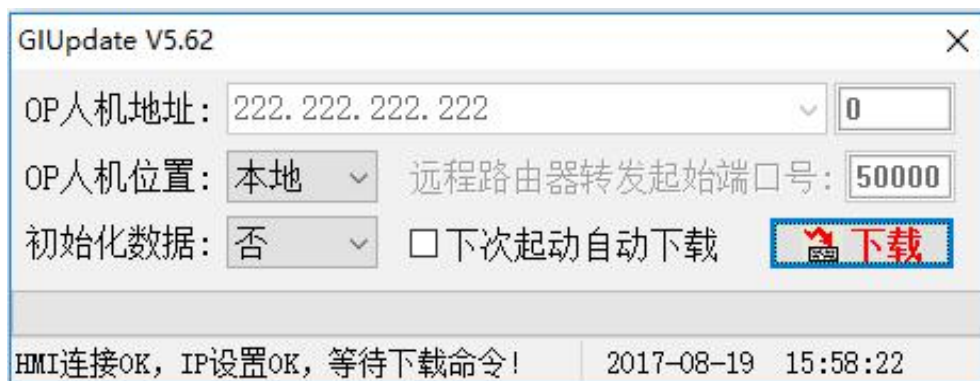 GIUpdate V5.62
OP人机地址: 222.222.222.222 0
OP人机位置: 本地 远程路由器转发起始端口号: 50000
初始化数据: 否 下次起动自动下载 下载
HMI连接OK, IP设置OK, 等待下载命令! 2017-08-19 15:58:22